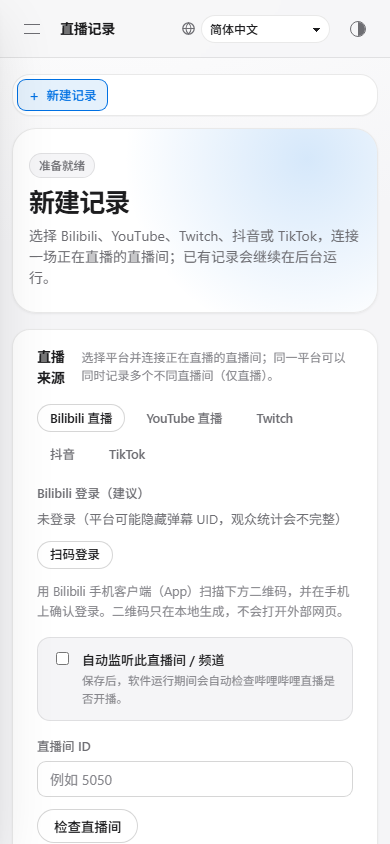 直播记录
简体中文
+ 新建记录
准备就绪
新建记录
选择 Bilibili、YouTube、Twitch、抖音或 TikTok，连接
一场正在直播的直播间；已有记录会继续在后台运
行。
直播
来源
选择平台并连接正在直播的直播间；同一平台可以
同时记录多个不同直播间（仅直播）。
Bilibili 直播
YouTube 直播
Twitch
抖音
TikTok
Bilibili 登录（建议）
未登录（平台可能隐藏弹幕 UID，观众统计会不完整）
扫码登录
用 Bilibili 手机客户端（App）扫描下方二维码，并在手机
上确认登录。二维码只在本地生成，不会打开外部网页。
自动监听此直播间 / 频道
保存后，软件运行期间会自动检查哔哩哔哩直播是
否开播。
直播间 ID
例如 5050
检查直播间